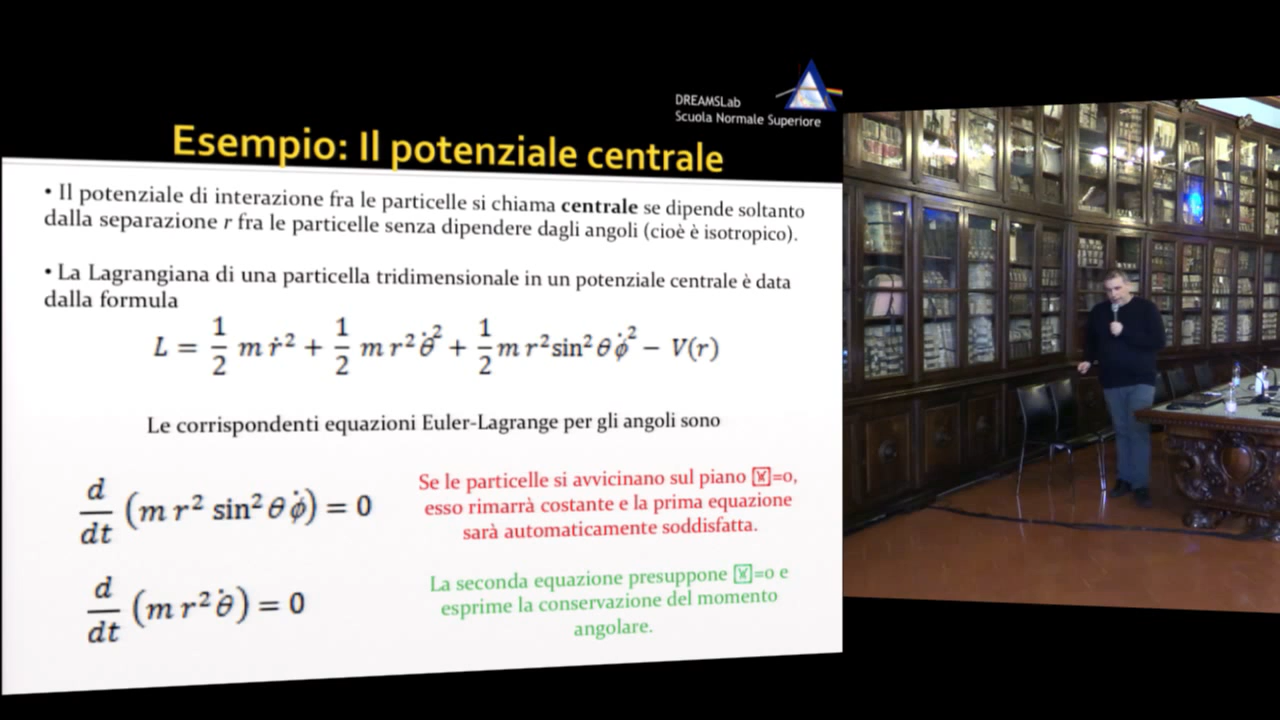 DREAMSLab
Scuola Normale Superiore
Esempio: Il potenziale centrale
• Il potenziale di interazione fra le particelle si chiama centrale se dipende soltanto
dalla separazione r fra le particelle senza dipendere dagli angoli (cioè è isotropico).
• La Lagrangiana di una particella tridimensionale in un potenziale centrale è data
dalla formula
L = 1/2 m ṙ² + 1/2 m r² θ̇² + 1/2 m r² sin² θ φ̇² − V(r)
Le corrispondenti equazioni Euler-Lagrange per gli angoli sono
d/dt (m r² sin² θ φ̇) = 0
Se le particelle si avvicinano sul piano =0,
esso rimarrà costante e la prima equazione
sarà automaticamente soddisfatta.
d/dt (m r² θ̇) = 0
La seconda equazione presuppone =0 e
esprime la conservazione del momento
angolare.